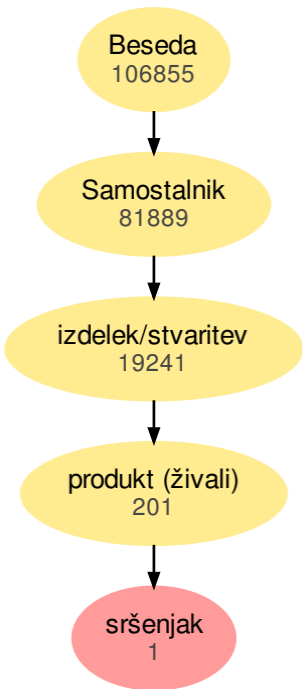 Beseda
106855
Samostalnik
81889
izdelek/stvaritev
19241
produkt (živali)
201
sršenjak
1